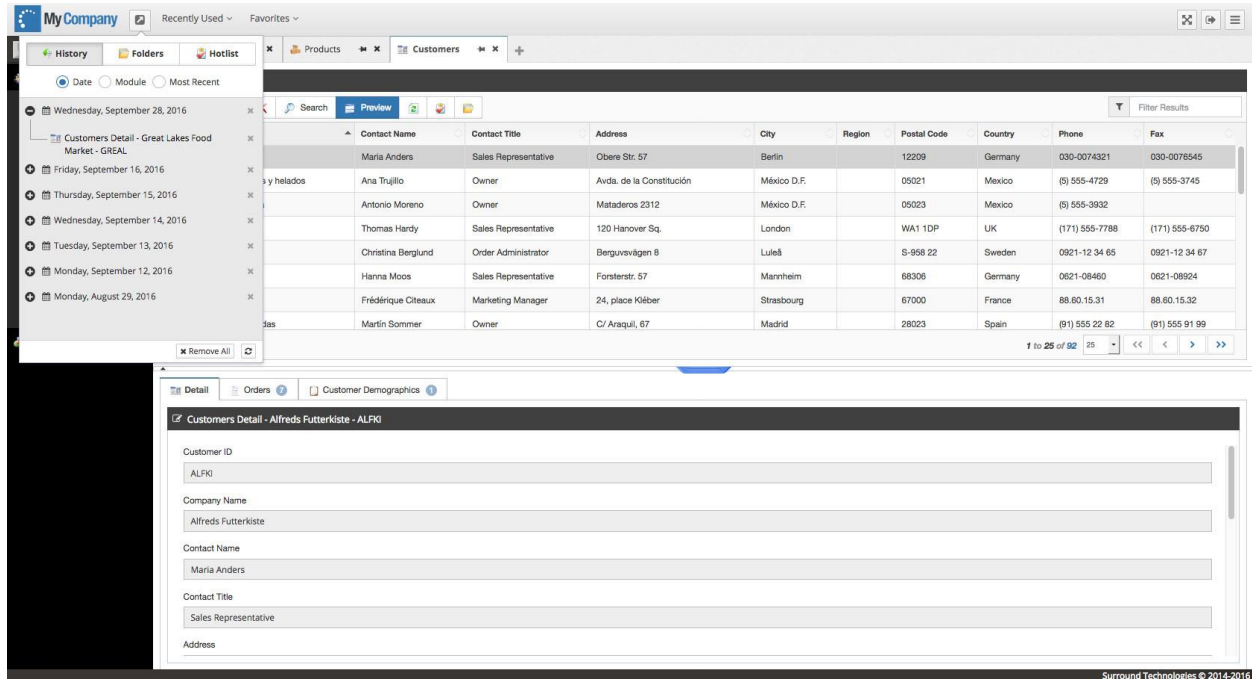 MyCompany Recently Used Favorites
History Folders Hotlist
Products Customers
Date Module Most Recent
Wednesday, September 28, 2016
Customers Detail - Great Lakes Food
Market - GREAL
Friday, September 16, 2016
Thursday, September 15, 2016
Wednesday, September 14, 2016
Tuesday, September 13, 2016
Monday, September 12, 2016
Monday, August 29, 2016
Remove All
Search Preview Filter Results
Contact Name Contact Title Address City Region Postal Code Country Phone Fax
Maria Anders Sales Representative Obere Str. 57 Berlin 12209 Germany 030-0074321 030-0076545
y helados Ana Trujillo Owner Avda. de la Constitución México D.F. 05021 Mexico (5) 555-4729 (5) 555-3745
Antonio Moreno Owner Mataderos 2312 México D.F. 05023 Mexico (5) 555-3932
Thomas Hardy Sales Representative 120 Hanover Sq. London WA1 1DP UK (171) 555-7788 (171) 555-6750
Christina Berglund Order Administrator Berguvsvägen 8 Luleå S-958 22 Sweden 0921-12 34 65 0921-12 34 67
Hanna Moos Sales Representative Forsterstr. 57 Mannheim 68306 Germany 0621-08460 0621-08924
Frédérique Citeaux Marketing Manager 24, place Kléber Strasbourg 67000 France 88.60.15.31 88.60.15.32
das Martín Sommer Owner C/ Araquil, 67 Madrid 28023 Spain (91) 555 22 82 (91) 555 91 99
1 to 25 of 92 25 << < > >>
Detail Orders 7 Customer Demographics 1
Customers Detail - Alfreds Futterkiste - ALFKI
Customer ID
ALFKI
Company Name
Alfreds Futterkiste
Contact Name
Maria Anders
Contact Title
Sales Representative
Address
Surround Technologies © 2014-2016